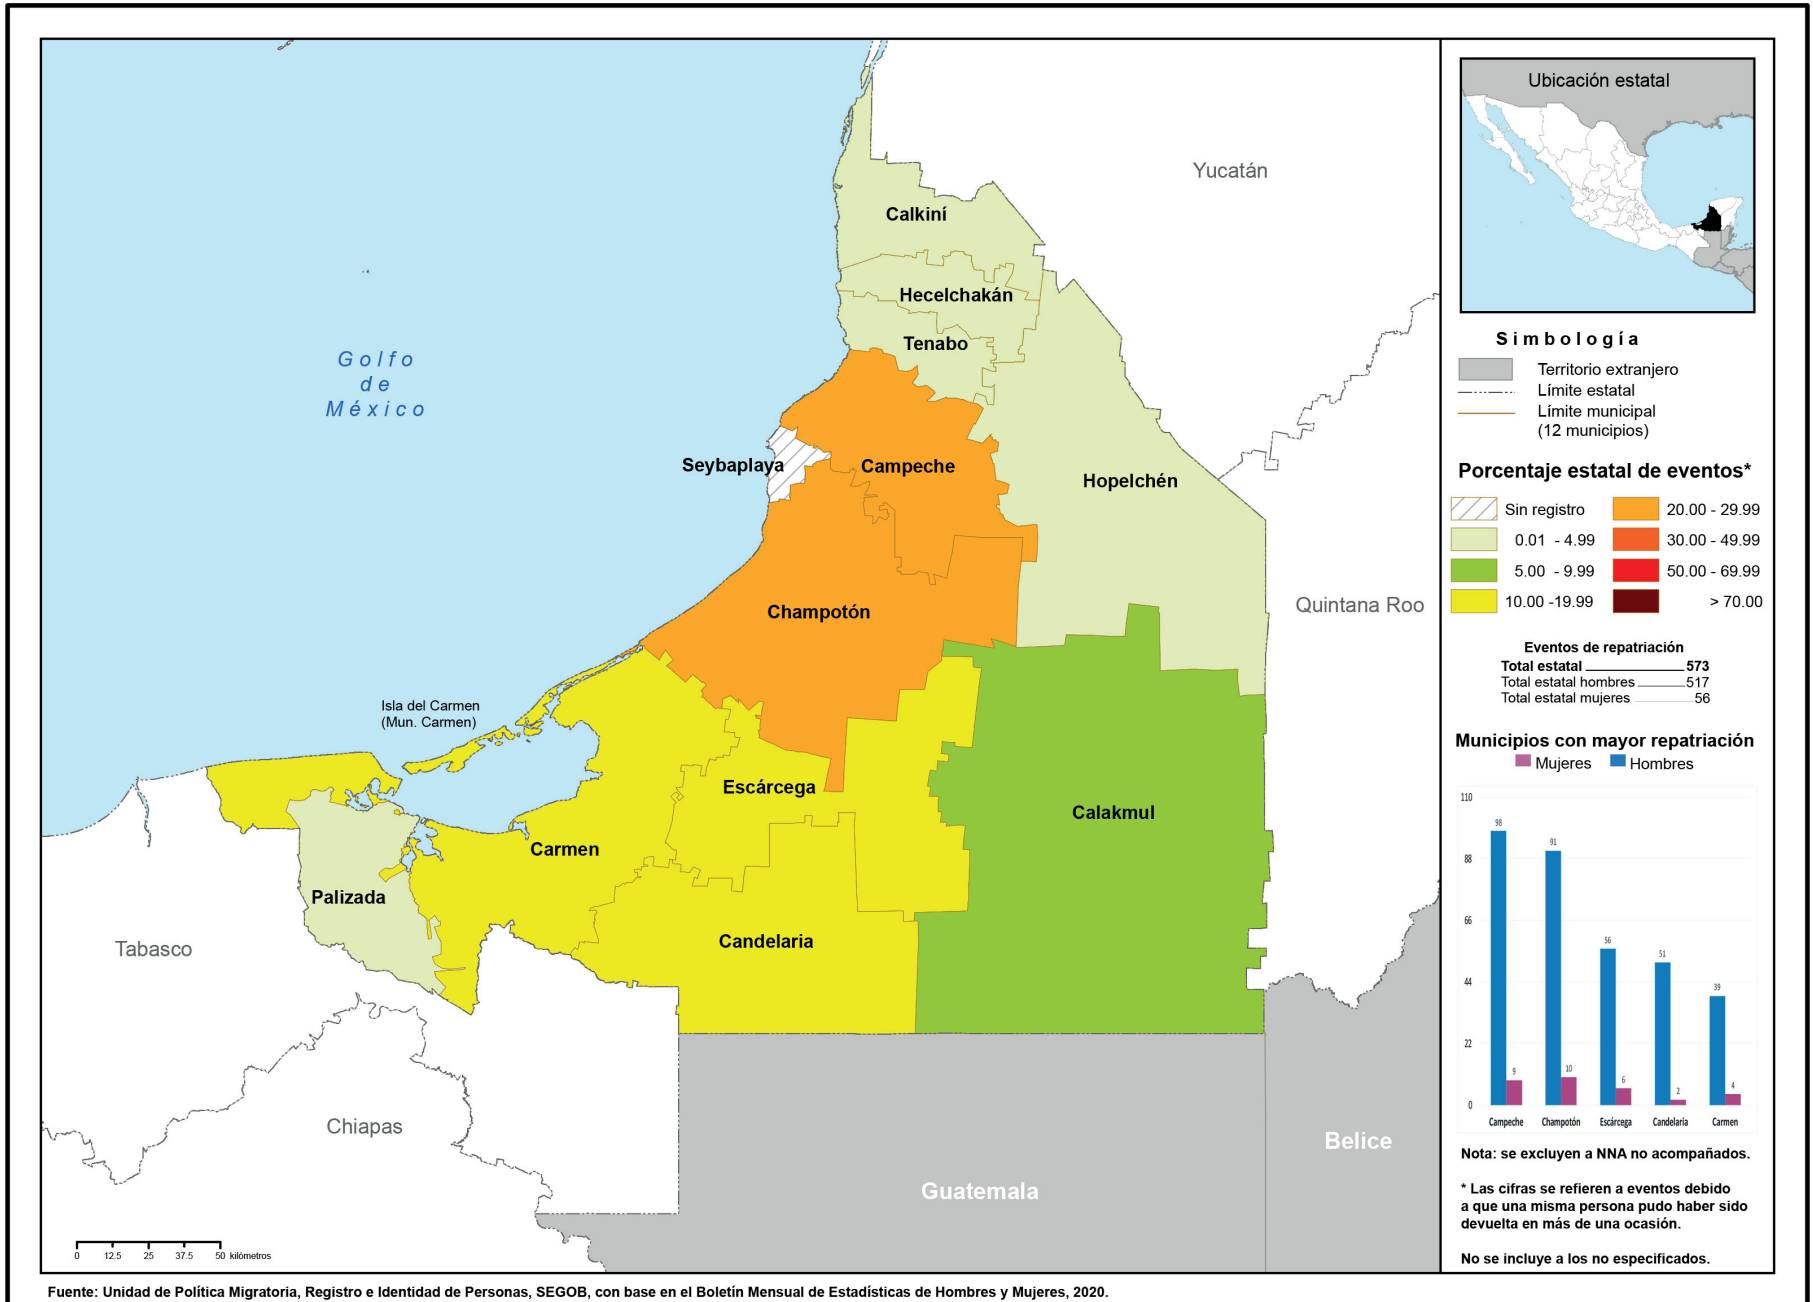 Yucatán
Calkiní
Hecelchakán
Tenabo
Golfo
de
México
Seybaplaya
Campeche
Hopelchén
Champotón
Quintana Roo
Isla del Carmen
(Mun. Carmen)
Escárcega
Calakmul
Carmen
Palizada
Candelaria
Tabasco
Chiapas
Belice
Guatemala
0 12.5 25 37.5 50 kilómetros
Ubicación estatal
Simbología
Territorio extranjero
Límite estatal
Límite municipal
(12 municipios)
Porcentaje estatal de eventos*
Sin registro 20.00 - 29.99
0.01 - 4.99 30.00 - 49.99
5.00 - 9.99 50.00 - 69.99
10.00 -19.99 > 70.00
Eventos de repatriación
Total estatal 573
Total estatal hombres 517
Total estatal mujeres 56
Municipios con mayor repatriación
Mujeres Hombres
110
98
91
88
66
56
51
44
39
22
9 10 6 2 4
0
Campeche Champotón Escárcega Candelaria Carmen
Nota: se excluyen a NNA no acompañados.
* Las cifras se refieren a eventos debido
a que una misma persona pudo haber sido
devuelta en más de una ocasión.
No se incluye a los no especificados.
Fuente: Unidad de Política Migratoria, Registro e Identidad de Personas, SEGOB, con base en el Boletín Mensual de Estadísticas de Hombres y Mujeres, 2020.